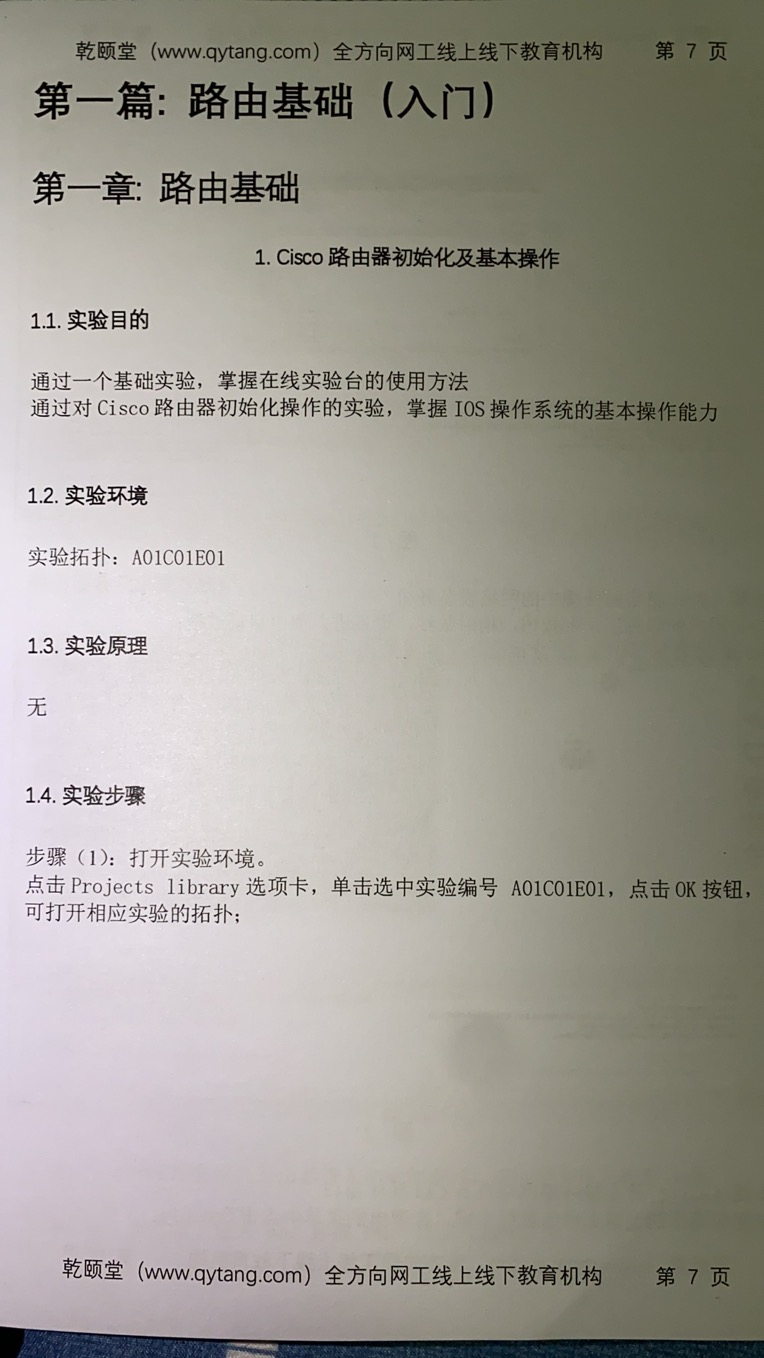 乾颐堂（www.qytang.com）全方向网工线上线下教育机构 第 7 页
第一篇: 路由基础（入门）
第一章: 路由基础
1. Cisco 路由器初始化及基本操作
1.1. 实验目的
通过一个基础实验，掌握在线实验台的使用方法
通过对 Cisco 路由器初始化操作的实验，掌握 IOS 操作系统的基本操作能力
1.2. 实验环境
实验拓扑：A01C01E01
1.3. 实验原理
无
1.4. 实验步骤
步骤（1）：打开实验环境。
点击 Projects library 选项卡，单击选中实验编号 A01C01E01，点击 OK 按钮，
可打开相应实验的拓扑；
乾颐堂（www.qytang.com）全方向网工线上线下教育机构 第 7 页